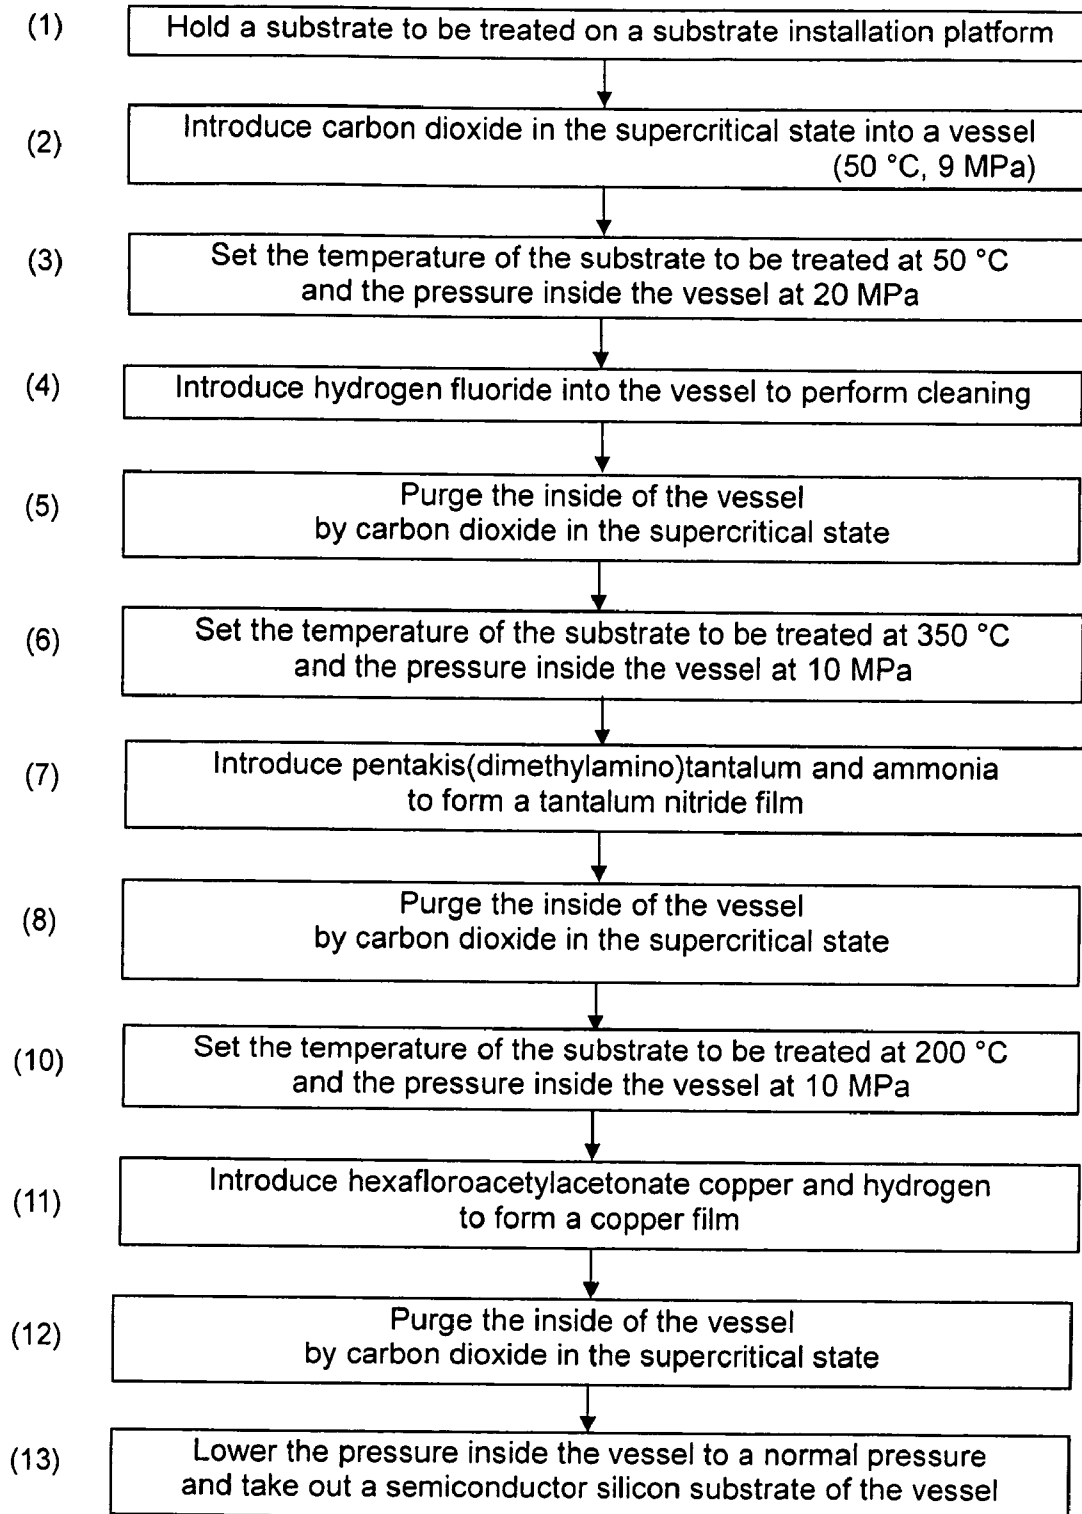 (1) Hold a substrate to be treated on a substrate installation platform
(2) Introduce carbon dioxide in the supercritical state into a vessel
(50 °C, 9 MPa)
(3) Set the temperature of the substrate to be treated at 50 °C
and the pressure inside the vessel at 20 MPa
(4) Introduce hydrogen fluoride into the vessel to perform cleaning
(5) Purge the inside of the vessel
by carbon dioxide in the supercritical state
(6) Set the temperature of the substrate to be treated at 350 °C
and the pressure inside the vessel at 10 MPa
(7) Introduce pentakis(dimethylamino)tantalum and ammonia
to form a tantalum nitride film
(8) Purge the inside of the vessel
by carbon dioxide in the supercritical state
(10) Set the temperature of the substrate to be treated at 200 °C
and the pressure inside the vessel at 10 MPa
(11) Introduce hexafloroacetylacetonate copper and hydrogen
to form a copper film
(12) Purge the inside of the vessel
by carbon dioxide in the supercritical state
(13) Lower the pressure inside the vessel to a normal pressure
and take out a semiconductor silicon substrate of the vessel